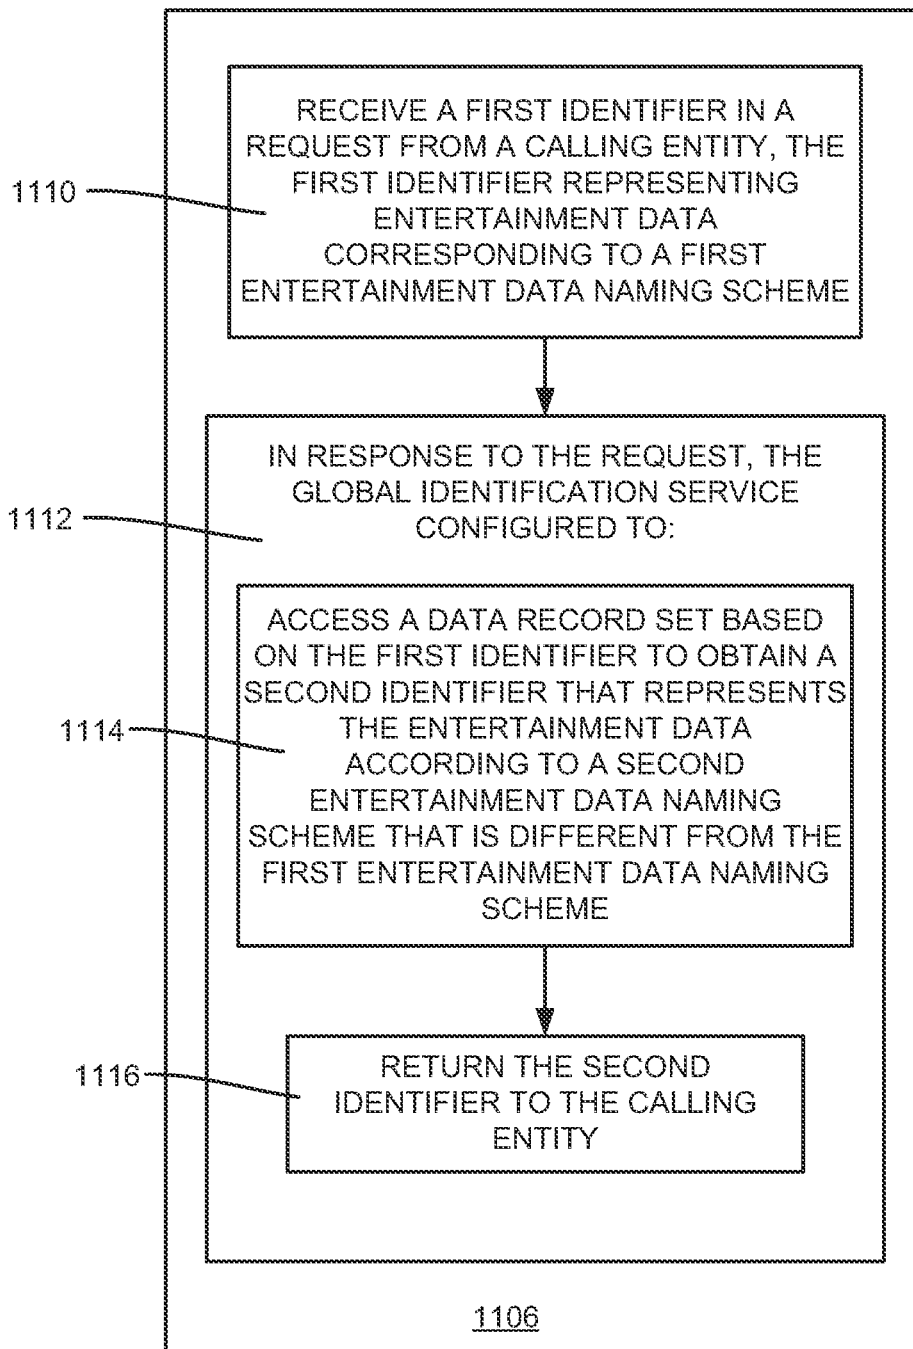 RECEIVE A FIRST IDENTIFIER IN A
REQUEST FROM A CALLING ENTITY, THE
FIRST IDENTIFIER REPRESENTING
ENTERTAINMENT DATA
CORRESPONDING TO A FIRST
ENTERTAINMENT DATA NAMING SCHEME
1110
IN RESPONSE TO THE REQUEST, THE
GLOBAL IDENTIFICATION SERVICE
CONFIGURED TO:
1112
ACCESS A DATA RECORD SET BASED
ON THE FIRST IDENTIFIER TO OBTAIN A
SECOND IDENTIFIER THAT REPRESENTS
THE ENTERTAINMENT DATA
ACCORDING TO A SECOND
ENTERTAINMENT DATA NAMING
SCHEME THAT IS DIFFERENT FROM THE
FIRST ENTERTAINMENT DATA NAMING
SCHEME
1114
RETURN THE SECOND
IDENTIFIER TO THE CALLING
ENTITY
1116
1106